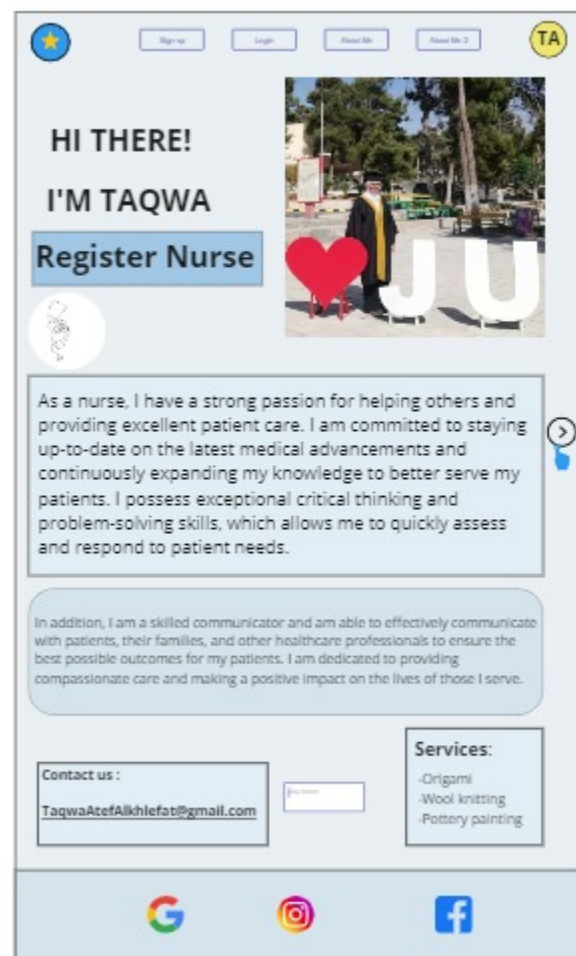 Sign up
Login
About Me
About Me 2
TA
HI THERE!
I'M TAQWA
Register Nurse
JU
As a nurse, I have a strong passion for helping others and
providing excellent patient care. I am committed to staying
up-to-date on the latest medical advancements and
continuously expanding my knowledge to better serve my
patients. I possess exceptional critical thinking and
problem-solving skills, which allows me to quickly assess
and respond to patient needs.
In addition, I am a skilled communicator and am able to effectively communicate
with patients, their families, and other healthcare professionals to ensure the
best possible outcomes for my patients. I am dedicated to providing
compassionate care and making a positive impact on the lives of those I serve.
Contact us :
TaqwaAtefAlkhlefat@gmail.com
Services:
-Origami
-Wool knitting
-Pottery painting